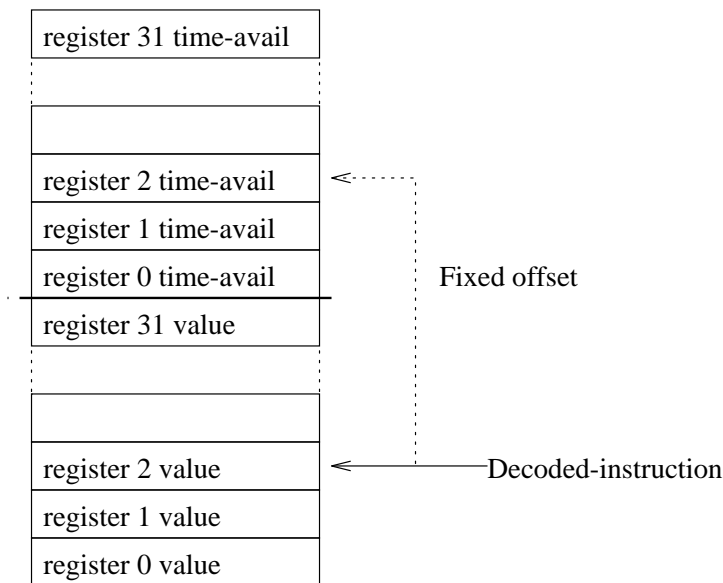 register 31 time-avail
register 2 time-avail
register 1 time-avail
register 0 time-avail
Fixed offset
register 31 value
register 2 value
Decoded-instruction
register 1 value
register 0 value